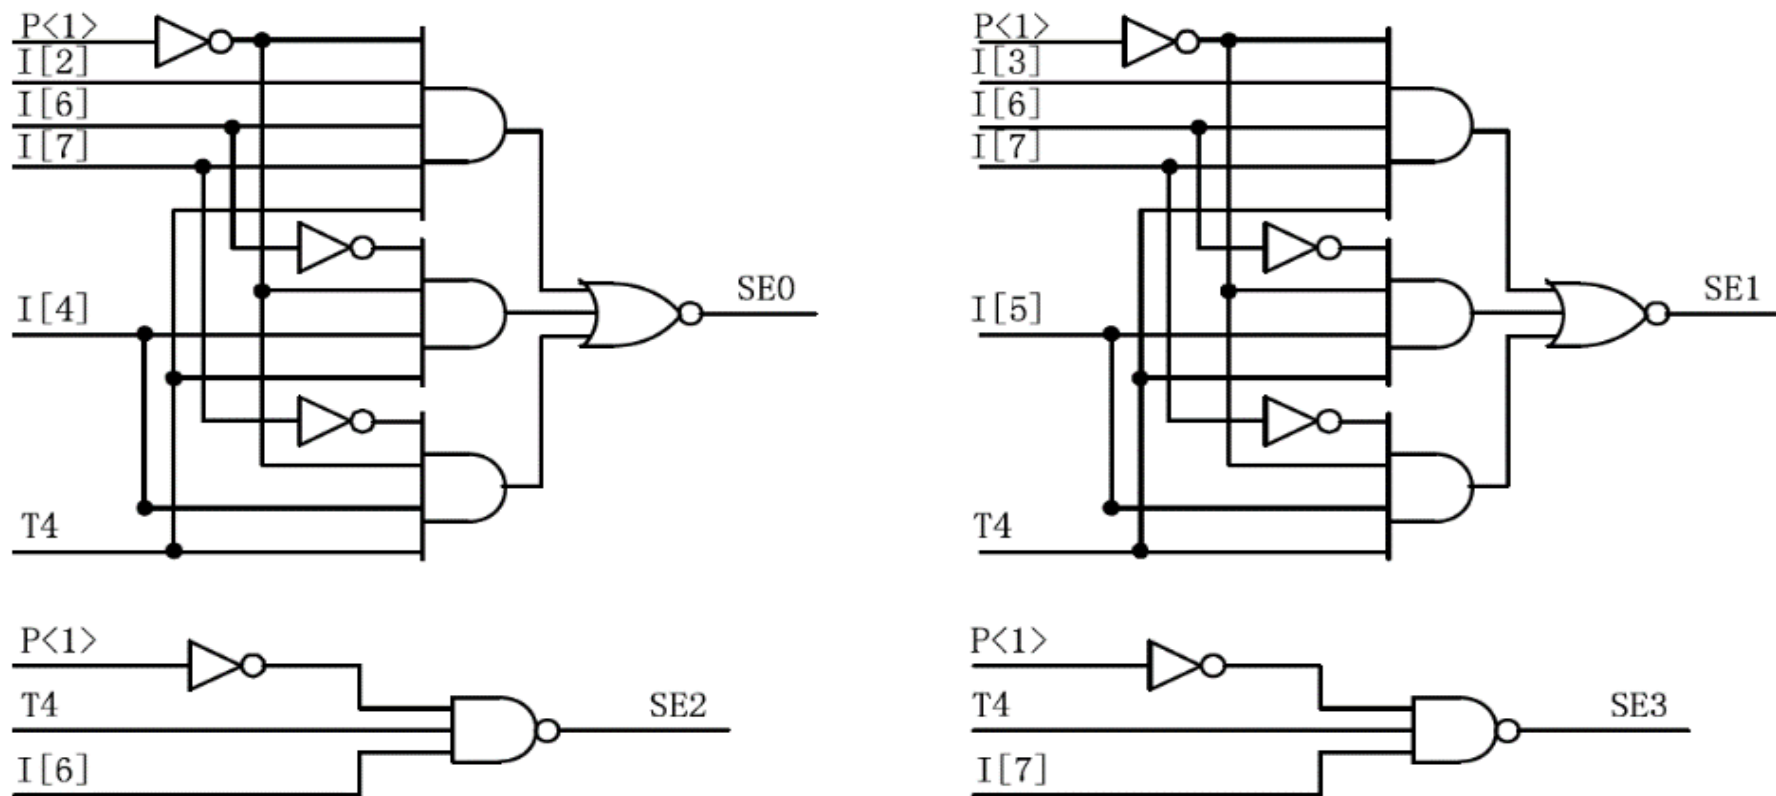 P<1>
I[2]
I[6]
I[7]
I[4]
T4
SE0
P<1>
I[3]
I[6]
I[7]
I[5]
T4
SE1
P<1>
T4
I[6]
SE2
P<1>
T4
I[7]
SE3